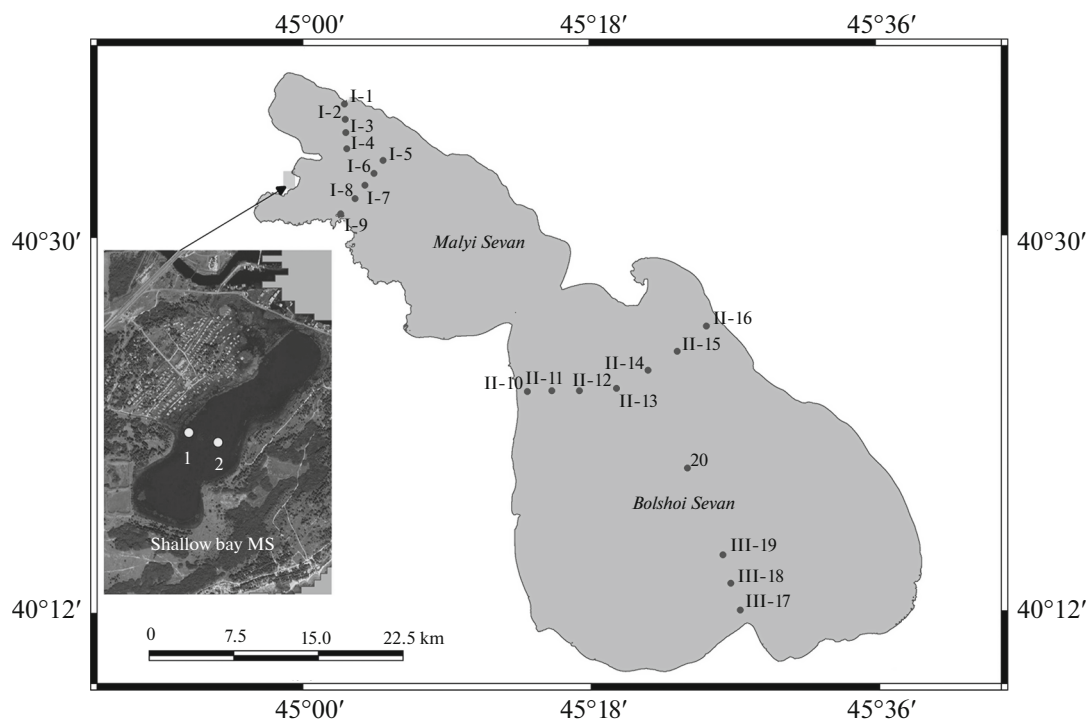 45°00′ 45°18′ 45°36′
I-1
I-2
I-3
I-4
I-5
I-6
I-7
I-8
I-9
40°30′ 40°30′
Malyi Sevan
II-16
II-15
II-14
II-10 II-11 II-12
II-13
1 2
20
Bolshoi Sevan
Shallow bay MS
III-19
III-18
III-17
40°12′ 40°12′
0 7.5 15.0 22.5 km
45°00′ 45°18′ 45°36′